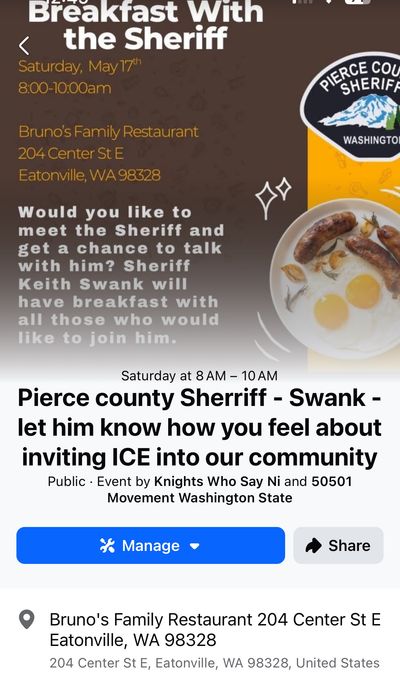 Breakfast With
the Sheriff
Saturday, May 17th
8:00-10:00am
Bruno's Family Restaurant
204 Center St E
Eatonville, WA 98328
Would you like to
meet the Sheriff and
get a chance to talk
with him? Sheriff
Keith Swank will
have breakfast with
all those who would
like to join him.
PIERCE COU
SHERIFF
WASHINGTO
Saturday at 8 AM – 10 AM
Pierce county Sherriff - Swank -
let him know how you feel about
inviting ICE into our community
Public · Event by Knights Who Say Ni and 50501
Movement Washington State
Manage
Share
Bruno's Family Restaurant 204 Center St E
Eatonville, WA 98328
204 Center St E, Eatonville, WA 98328, United States